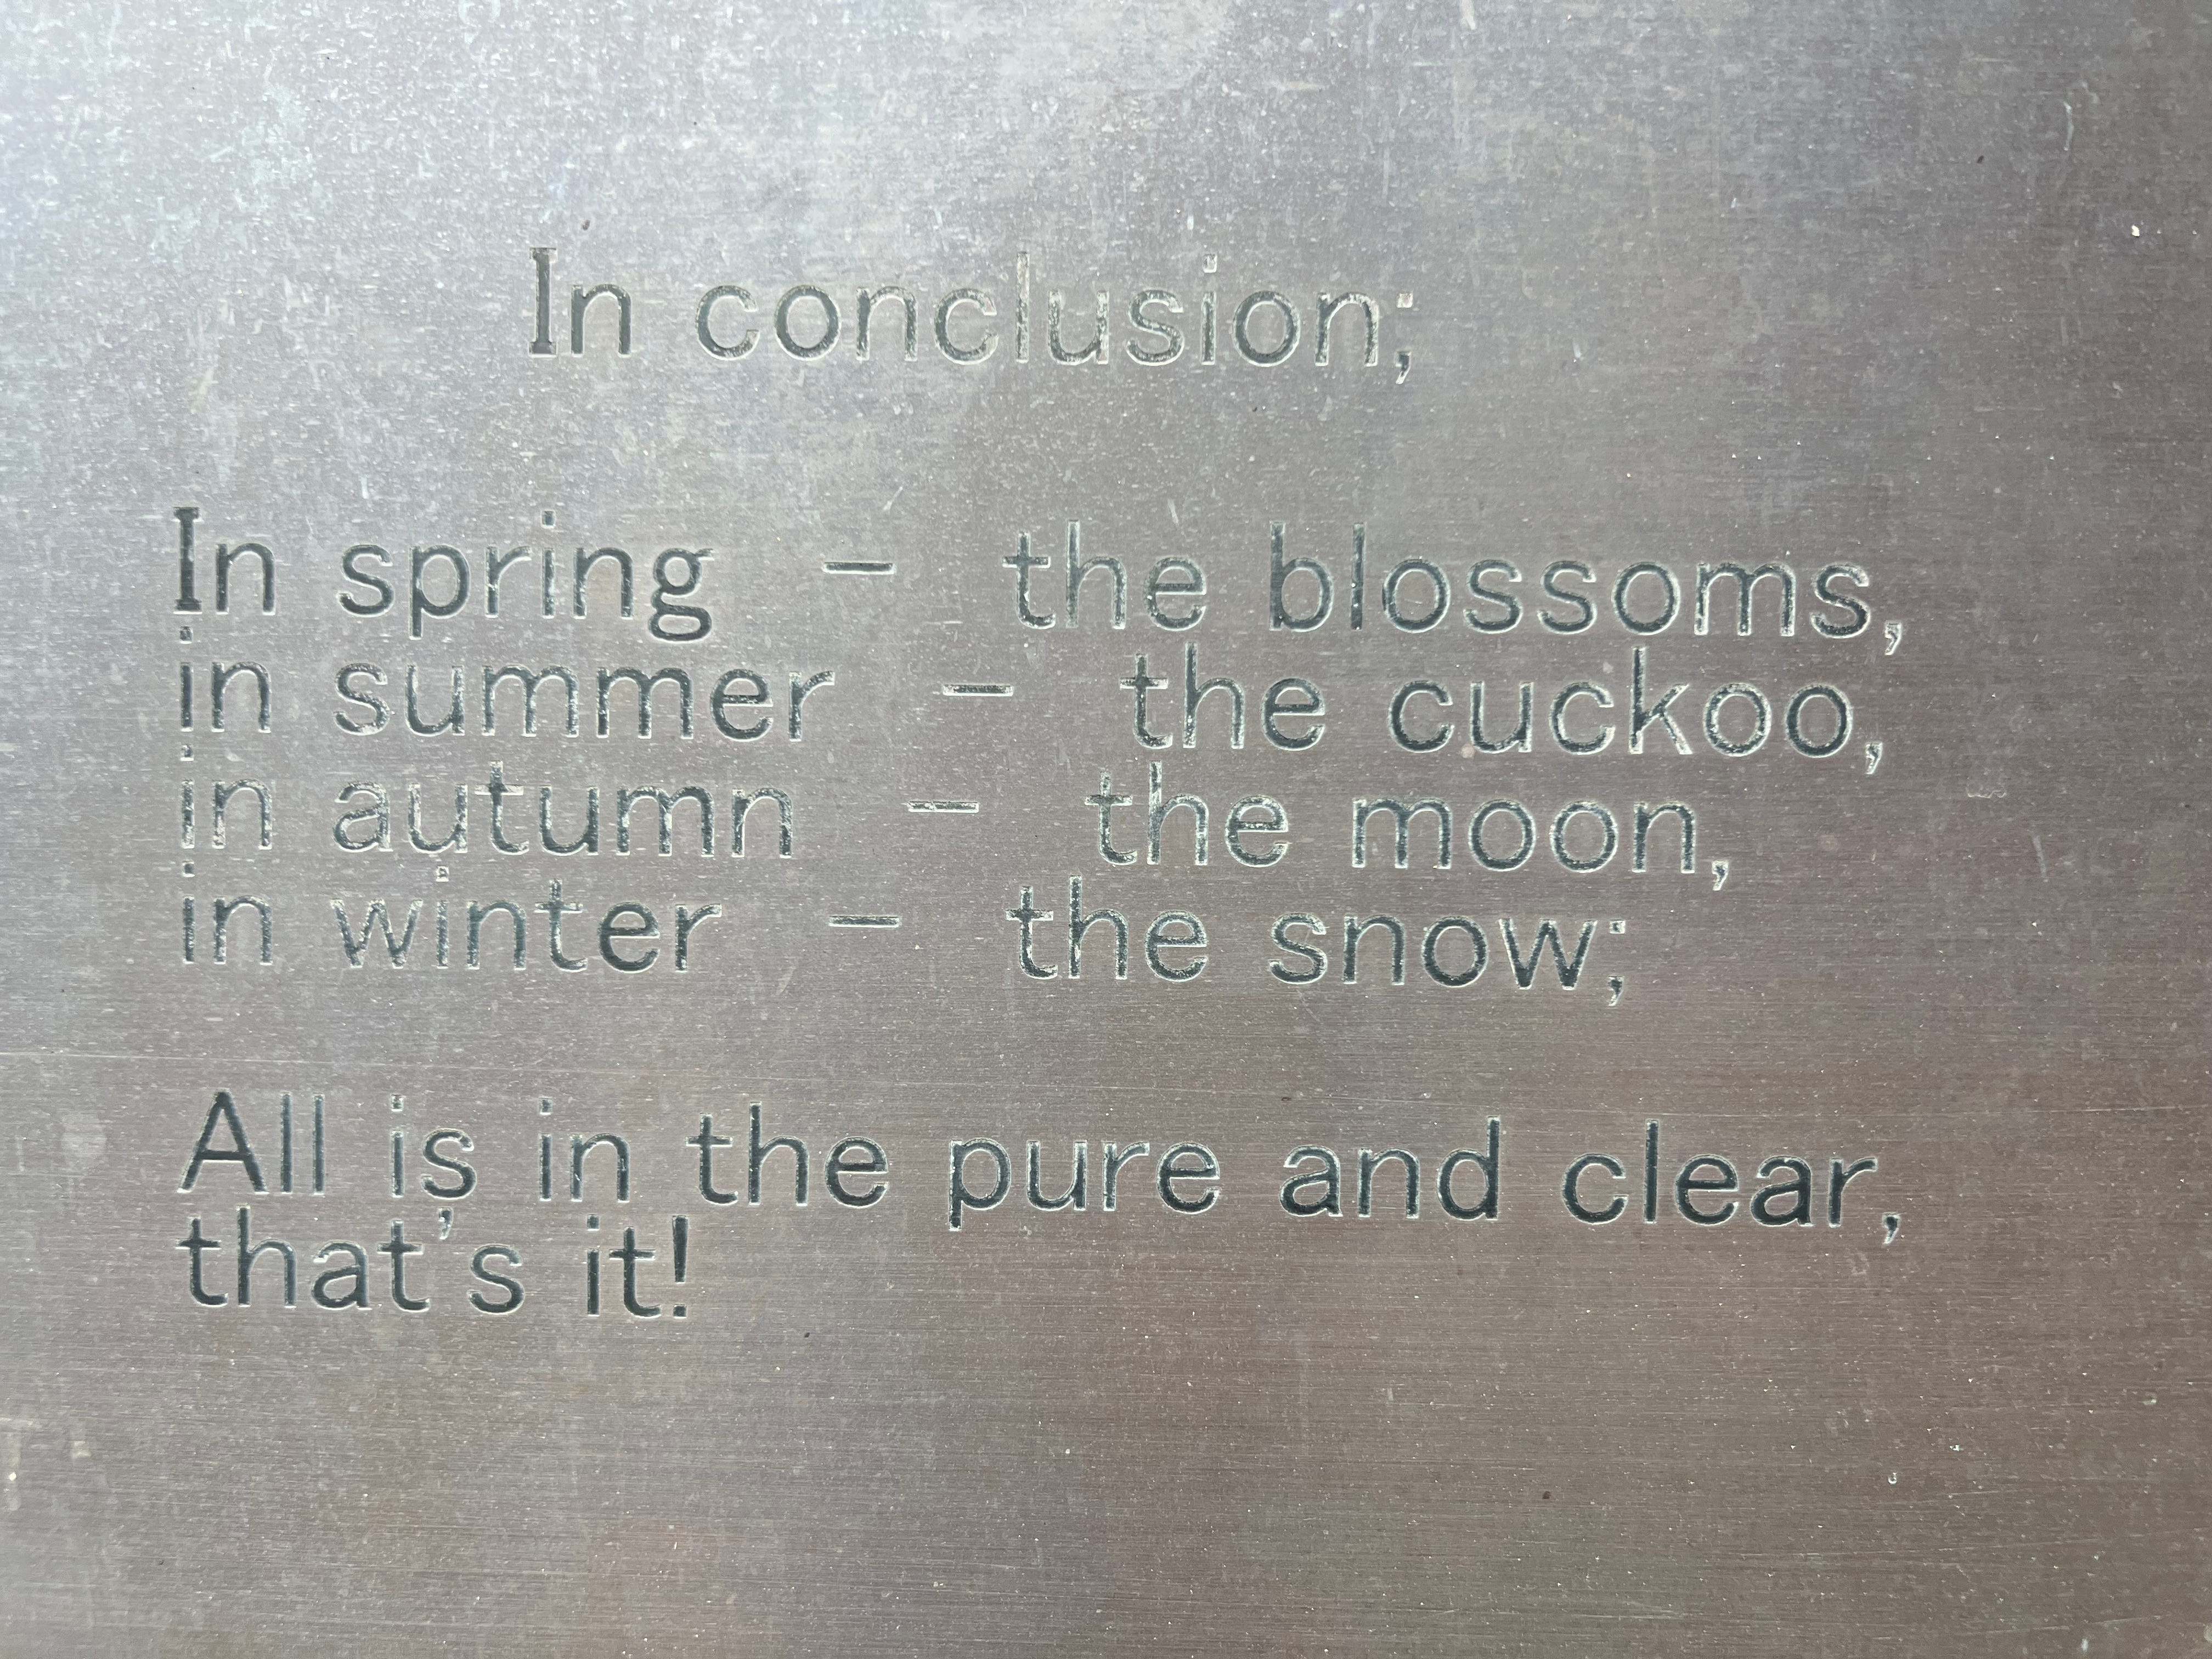 In conclusion;
In spring – the blossoms,
in summer – the cuckoo,
in autumn – the moon,
in winter – the snow;
All is in the pure and clear,
that's it!